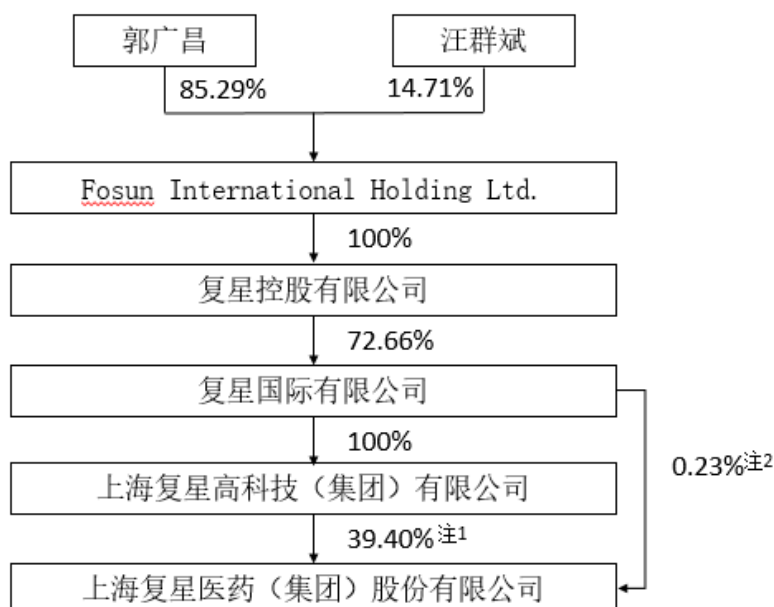 郭广昌 汪群斌
85.29% 14.71%
Fosun International Holding Ltd.
100%
复星控股有限公司
72.66%
复星国际有限公司
100%
0.23%注2
上海复星高科技（集团）有限公司
39.40%注1
上海复星医药（集团）股份有限公司